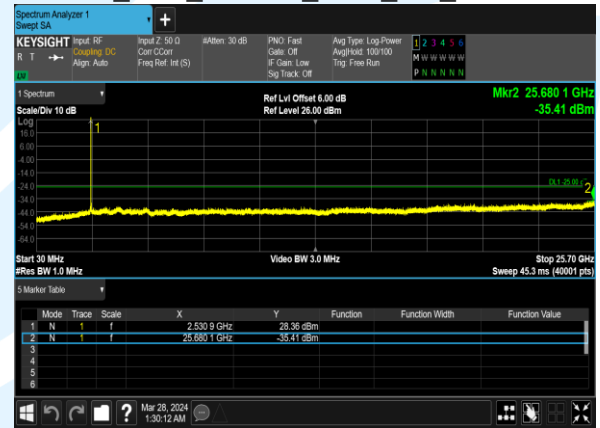 Spectrum Analyzer 1
Swept SA
+
KEYSIGHT
R T
LV
Input: RF
Coupling: DC
Align: Auto
Input Z: 50 Ω
Corr CCorr
Freq Ref: Int (S)
#Atten: 30 dB
PNO: Fast
Gate: Off
IF Gain: Low
Sig Track: Off
Avg Type: Log-Power
Avg|Hold: 100/100
Trig: Free Run
1 2 3 4 5 6
M W W W W W
P N N N N N
1 Spectrum
Scale/Div 10 dB
Ref Lvl Offset 6.00 dB
Ref Level 26.00 dBm
Mkr2 25.680 1 GHz
-35.41 dBm
Log
16.0
6.00
-4.00
-14.0
-24.0
-34.0
-44.0
-54.0
-64.0
1
2
Start 30 MHz
#Res BW 1.0 MHz
Video BW 3.0 MHz
Stop 25.70 GHz
Sweep 45.3 ms (40001 pts)
5 Marker Table
Mode Trace Scale X Y Function Function Width Function Value
1 N 1 f 2.530 9 GHz 28.36 dBm
2 N 1 f 25.680 1 GHz -35.41 dBm
3
4
5
6
?
Mar 28, 2024
1:30:12 AM